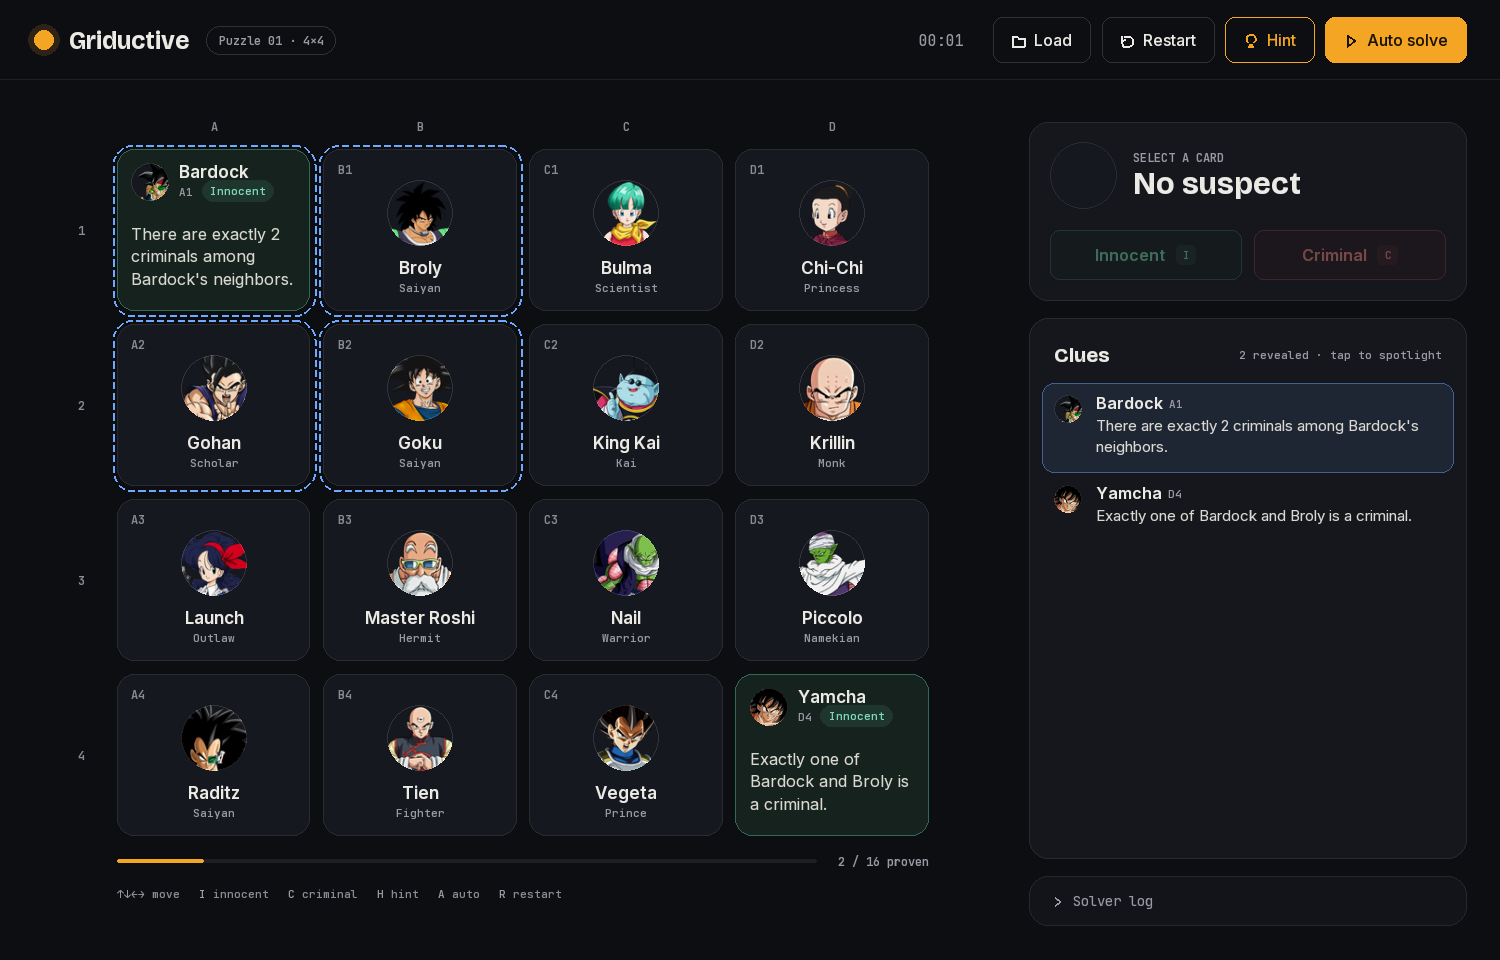 Griductive
Puzzle 01 · 4×4
00:01
Load
Restart
Hint
Auto solve
A
B
C
D
1
Bardock
A1
Innocent
There are exactly 2
criminals among
Bardock's neighbors.
B1
Broly
Saiyan
C1
Bulma
Scientist
D1
Chi-Chi
Princess
2
A2
Gohan
Scholar
B2
Goku
Saiyan
C2
King Kai
Kai
D2
Krillin
Monk
3
A3
Launch
Outlaw
B3
Master Roshi
Hermit
C3
Nail
Warrior
D3
Piccolo
Namekian
4
A4
Raditz
Saiyan
B4
Tien
Fighter
C4
Vegeta
Prince
Yamcha
D4
Innocent
Exactly one of
Bardock and Broly is
a criminal.
2 / 16 proven
↑↓←→ move
I innocent
C criminal
H hint
A auto
R restart
SELECT A CARD
No suspect
Innocent I
Criminal C
Clues
2 revealed · tap to spotlight
Bardock A1
There are exactly 2 criminals among Bardock's
neighbors.
Yamcha D4
Exactly one of Bardock and Broly is a criminal.
Solver log